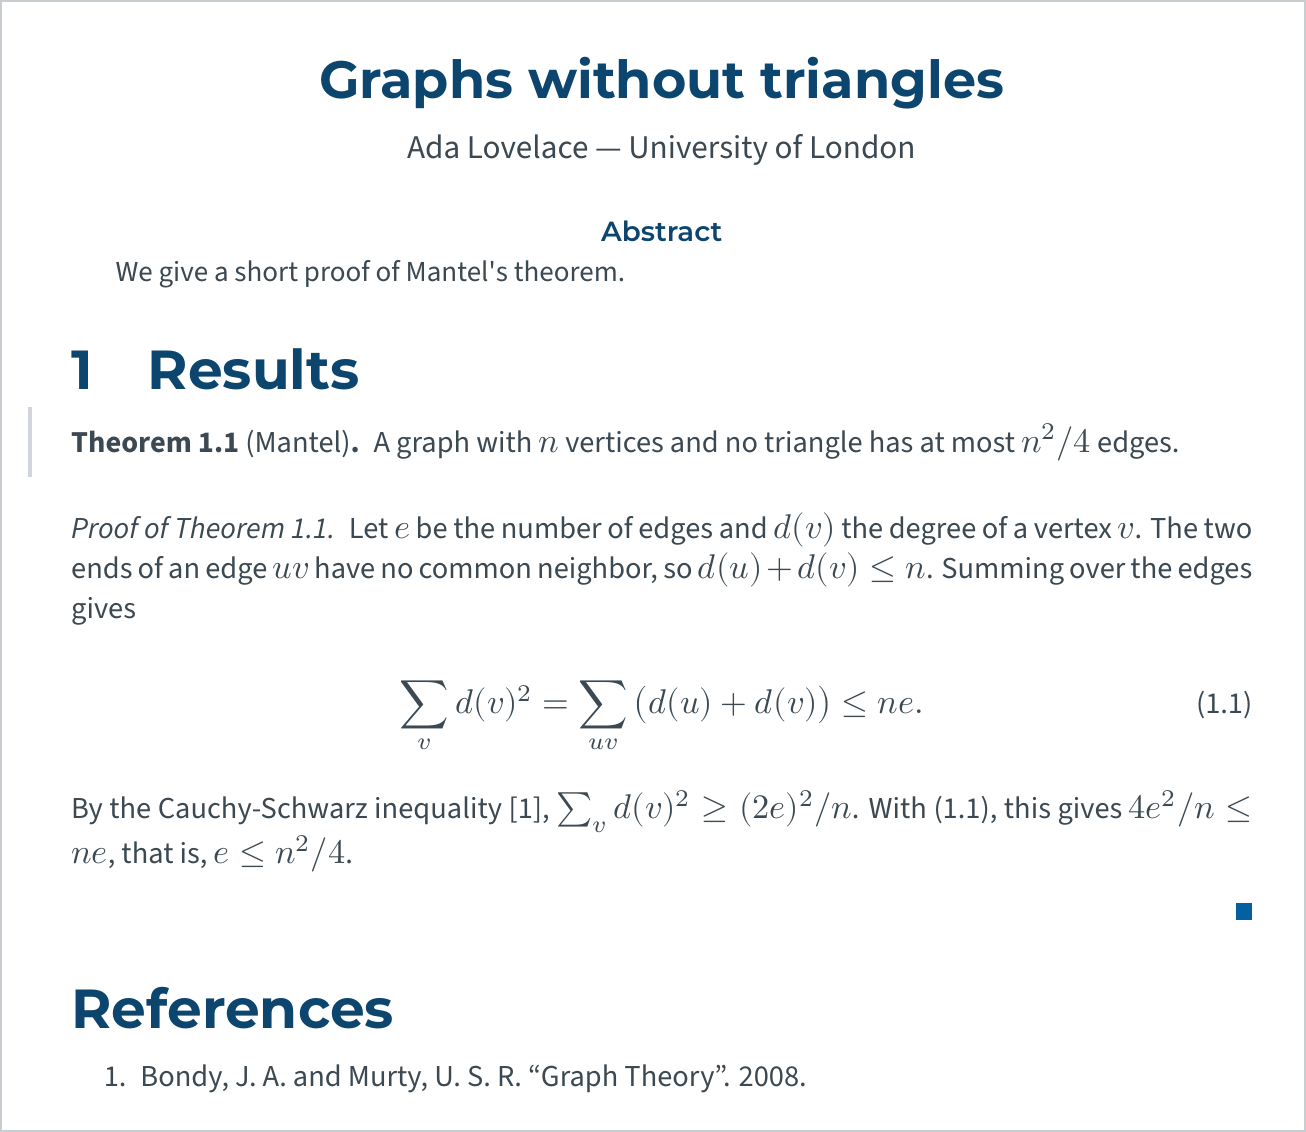 Graphs without triangles
Ada Lovelace — University of London
Abstract
We give a short proof of Mantel's theorem.
1 Results
Theorem 1.1 (Mantel). A graph with n vertices and no triangle has at most n²/4 edges.
Proof of Theorem 1.1. Let e be the number of edges and d(v) the degree of a vertex v. The two
ends of an edge uv have no common neighbor, so d(u) + d(v) ≤ n. Summing over the edges
gives
∑_v d(v)² = ∑_{uv} (d(u) + d(v)) ≤ ne. (1.1)
By the Cauchy-Schwarz inequality [1], ∑_v d(v)² ≥ (2e)²/n. With (1.1), this gives 4e²/n ≤
ne, that is, e ≤ n²/4.
■
References
1. Bondy, J. A. and Murty, U. S. R. “Graph Theory”. 2008.